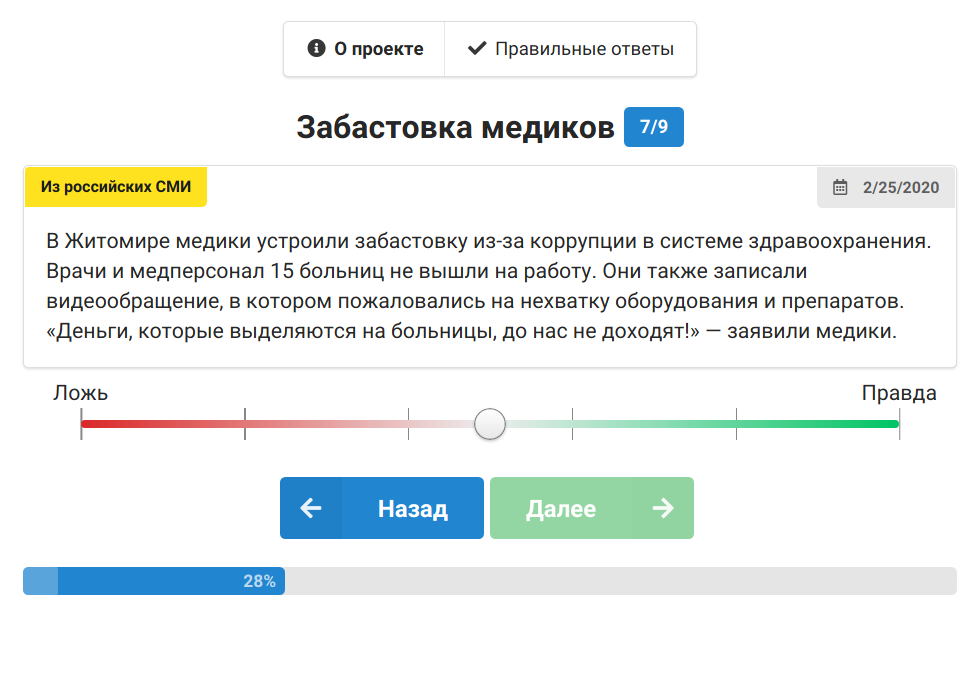 О проекте
Правильные ответы
Забастовка медиков 7/9
Из российских СМИ
2/25/2020
В Житомире медики устроили забастовку из-за коррупции в системе здравоохранения.
Врачи и медперсонал 15 больниц не вышли на работу. Они также записали
видеообращение, в котором пожаловались на нехватку оборудования и препаратов.
«Деньги, которые выделяются на больницы, до нас не доходят!» — заявили медики.
Ложь
Правда
Назад
Далее
28%